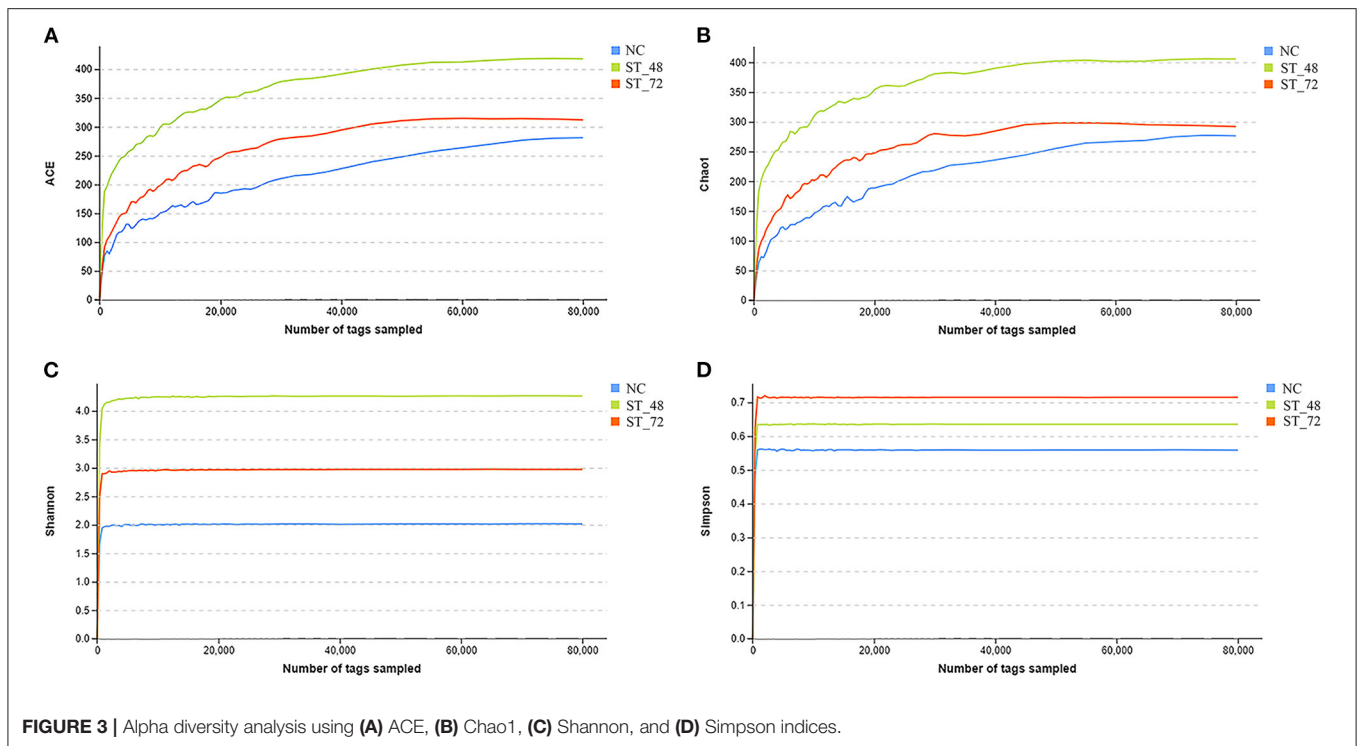 A
NC
ST_48
ST_72
400
350
300
250
200
150
100
50
0
ACE
0
20,000
40,000
60,000
80,000
Number of tags sampled
B
NC
ST_48
ST_72
400
350
300
250
200
150
100
50
0
Chao1
0
20,000
40,000
60,000
80,000
Number of tags sampled
C
NC
ST_48
ST_72
4.0
3.5
3.0
2.5
2.0
1.5
1.0
0.5
0.0
Shannon
0
20,000
40,000
60,000
80,000
Number of tags sampled
D
NC
ST_48
ST_72
0.7
0.6
0.5
0.4
0.3
0.2
0.1
0.0
Simpson
0
20,000
40,000
60,000
80,000
Number of tags sampled
FIGURE 3 | Alpha diversity analysis using (A) ACE, (B) Chao1, (C) Shannon, and (D) Simpson indices.